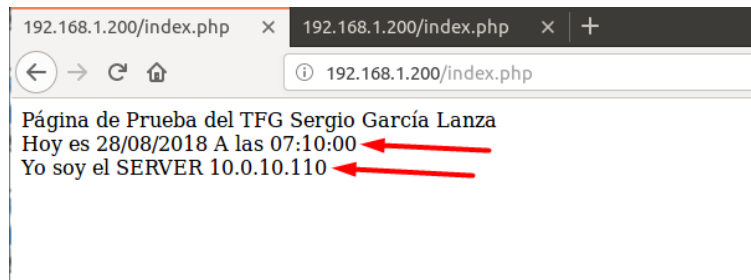 192.168.1.200/index.php × 192.168.1.200/index.php × +
192.168.1.200/index.php
Página de Prueba del TFG Sergio García Lanza
Hoy es 28/08/2018 A las 07:10:00
Yo soy el SERVER 10.0.10.110